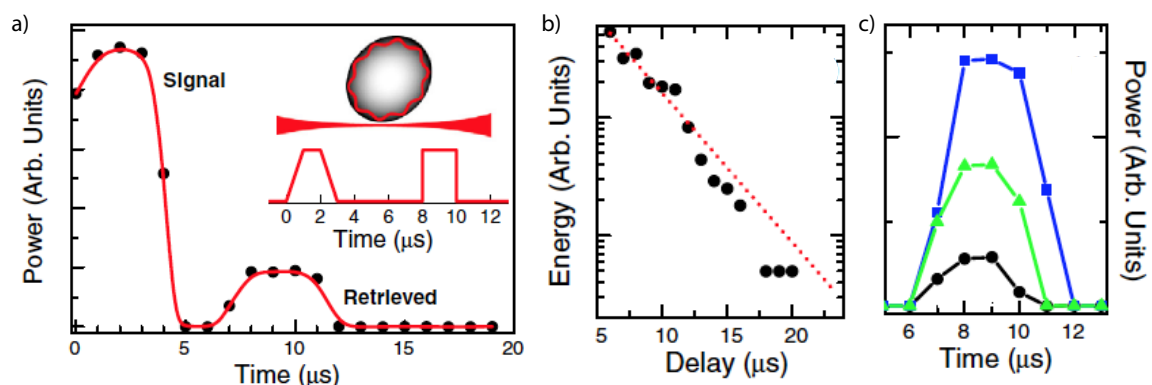 a)
Power (Arb. Units)
SIgnal
Retrieved
0 2 4 6 8 10 12
Time (μs)
0 5 10 15 20
Time (μs)
b)
Energy (Arb. Units)
5 10 15 20
Delay (μs)
c)
Power (Arb. Units)
6 8 10 12
Time (μs)